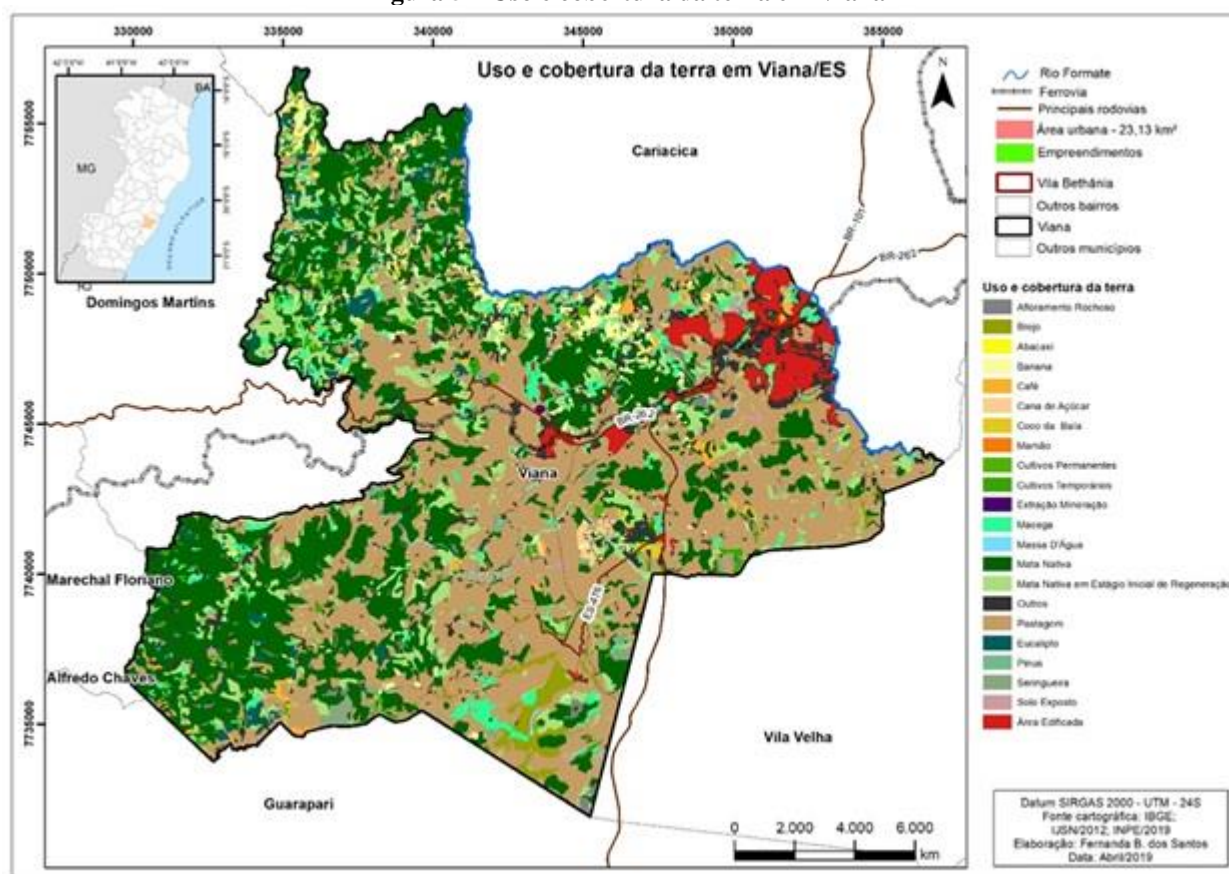 330000 335000 340000 345000 350000 355000
Uso e cobertura da terra em Viana/ES
N
BA
MG
RJ
7755000
7750000
7745000
7740000
7735000
Cariacica
Domingos Martins
BR-101
BR-262
BR-262
Viana
Marechal Floriano
ES-476
Alfredo Chaves
Vila Velha
Guarapari
0 2.000 4.000 6.000
km
Rio Formate
Ferrovia
Principais rodovias
Área urbana - 23,13 km²
Empreendimentos
Vila Bethânia
Outros bairros
Viana
Outros municípios
Uso e cobertura da terra
Afloramento Rochoso
Brejo
Abacaxi
Banana
Café
Cana de Açúcar
Coco da Baía
Mamão
Cultivos Permanentes
Cultivos Temporários
Extração Mineração
Macega
Massa D'Água
Mata Nativa
Mata Nativa em Estágio Inicial de Regeneração
Outros
Pastagem
Eucalipto
Pinus
Seringueira
Solo Exposto
Área Edificada
Datum SIRGAS 2000 - UTM - 24S
Fonte cartográfica: IBGE;
IJSN/2012; INPE/2019
Elaboração: Fernanda B. dos Santos
Data: Abril/2019